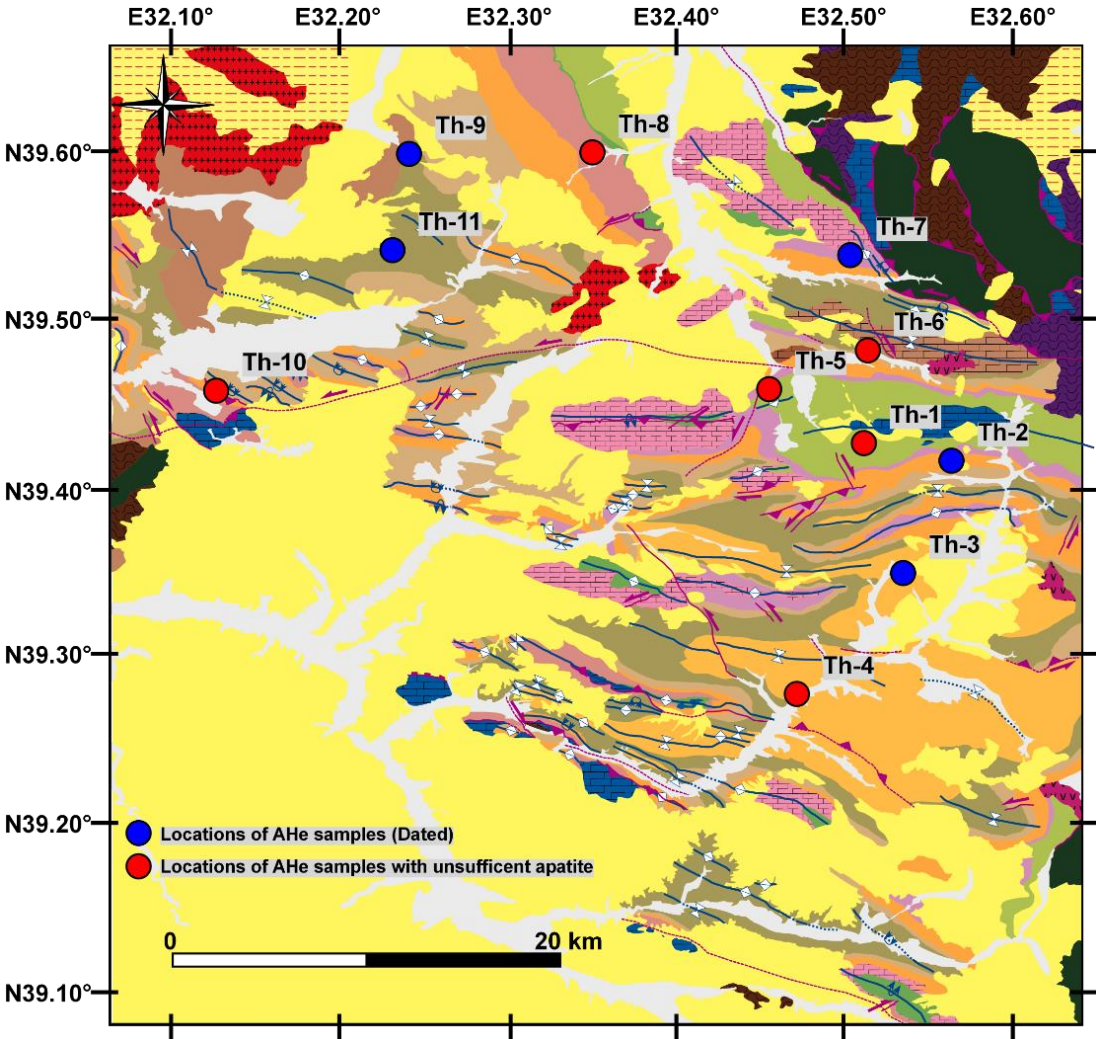 E32.10° E32.20° E32.30° E32.40° E32.50° E32.60°
Th-9
Th-8
N39.60°
Th-11
Th-7
N39.50°
Th-6
Th-10
Th-5
Th-1
Th-2
N39.40°
Th-3
N39.30°
Th-4
N39.20°
Locations of AHe samples (Dated)
Locations of AHe samples with unsufficent apatite
0 20 km
N39.10°